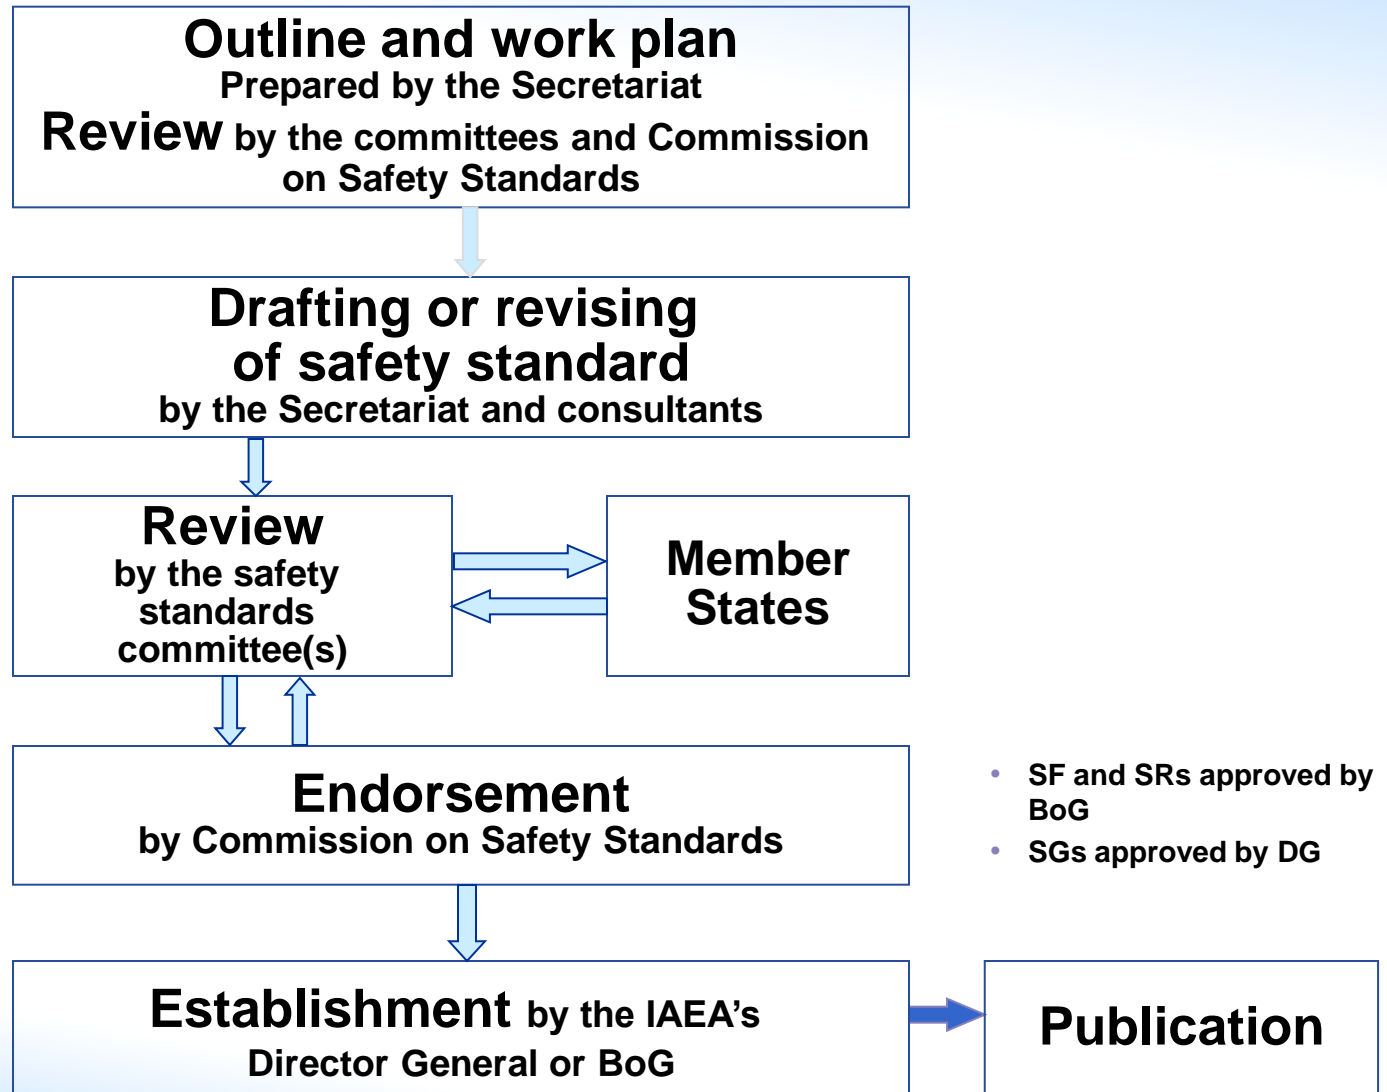 Outline and work plan
Prepared by the Secretariat
Review by the committees and Commission
on Safety Standards
Drafting or revising
of safety standard
by the Secretariat and consultants
Review
by the safety
standards
committee(s)
Member
States
Endorsement
by Commission on Safety Standards
• SF and SRs approved by
BoG
• SGs approved by DG
Establishment by the IAEA’s
Director General or BoG
Publication